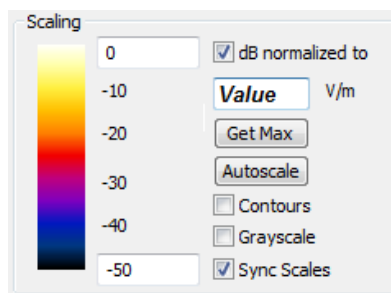 Scaling
0
dB normalized to
-10
Value V/m
-20
Get Max
-30
Autoscale
Contours
-40
Grayscale
-50
Sync Scales